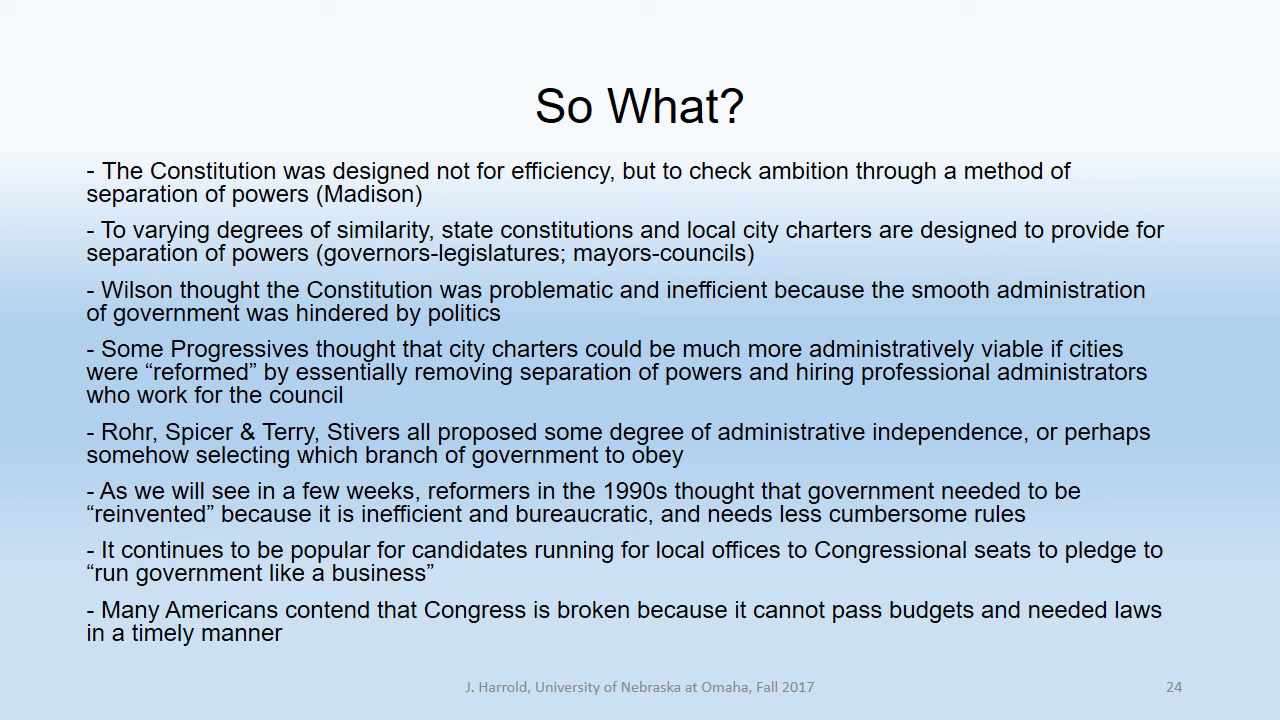 So What?
- The Constitution was designed not for efficiency, but to check ambition through a method of
separation of powers (Madison)
- To varying degrees of similarity, state constitutions and local city charters are designed to provide for
separation of powers (governors-legislatures; mayors-councils)
- Wilson thought the Constitution was problematic and inefficient because the smooth administration
of government was hindered by politics
- Some Progressives thought that city charters could be much more administratively viable if cities
were “reformed” by essentially removing separation of powers and hiring professional administrators
who work for the council
- Rohr, Spicer & Terry, Stivers all proposed some degree of administrative independence, or perhaps
somehow selecting which branch of government to obey
- As we will see in a few weeks, reformers in the 1990s thought that government needed to be
“reinvented” because it is inefficient and bureaucratic, and needs less cumbersome rules
- It continues to be popular for candidates running for local offices to Congressional seats to pledge to
“run government like a business”
- Many Americans contend that Congress is broken because it cannot pass budgets and needed laws
in a timely manner
J. Harrold, University of Nebraska at Omaha, Fall 2017
24